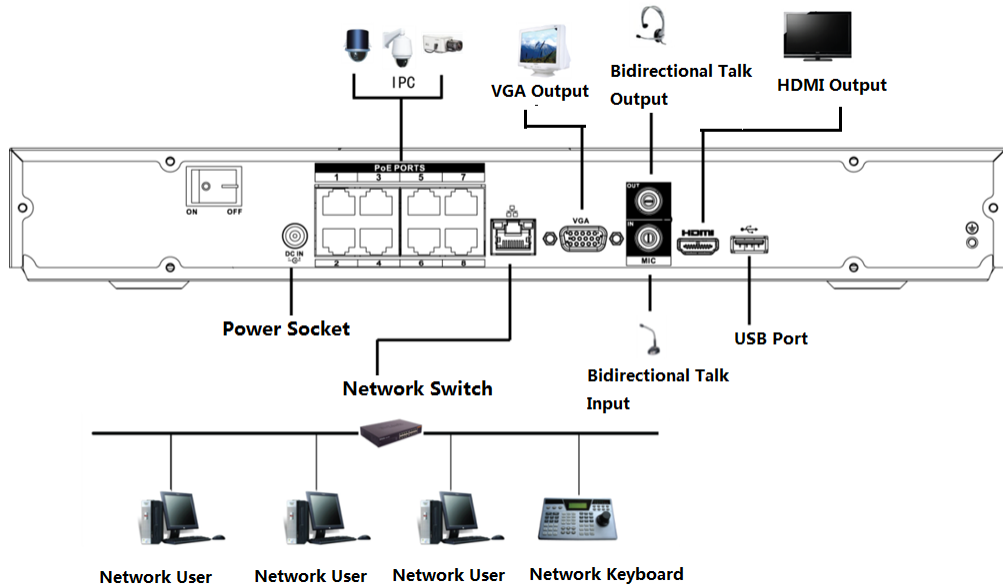 IPC
VGA Output
Bidirectional Talk
Output
HDMI Output
PoE PORTS
1 3 5 7
ON OFF
OUT
VGA
IN
HDMI
DC IN
MIC
2 4 6 8
Power Socket
USB Port
Network Switch
Bidirectional Talk
Input
Network User
Network User
Network User
Network Keyboard